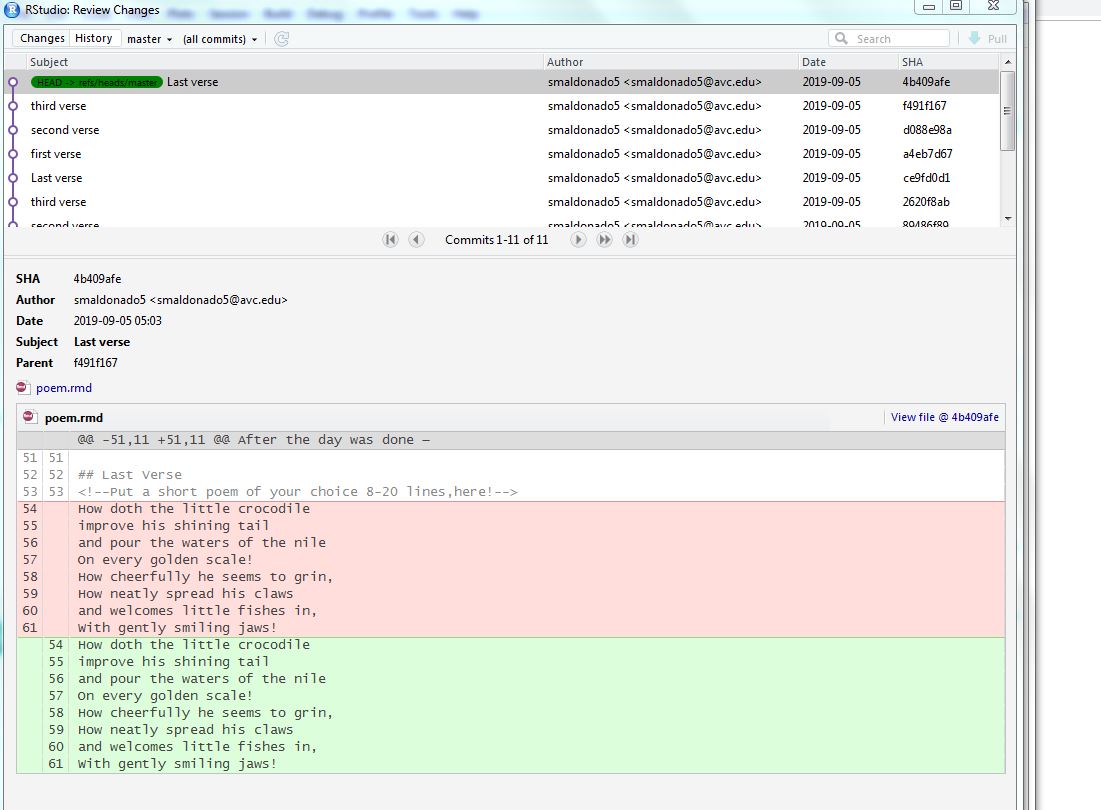 RStudio: Review Changes
Plots Session Build Debug Profile Tools Help
Changes History master (all commits) Search Pull
Subject Author Date SHA
HEAD -> refs/heads/master Last verse smaldonado5 <smaldonado5@avc.edu> 2019-09-05 4b409afe
third verse smaldonado5 <smaldonado5@avc.edu> 2019-09-05 f491f167
second verse smaldonado5 <smaldonado5@avc.edu> 2019-09-05 d088e98a
first verse smaldonado5 <smaldonado5@avc.edu> 2019-09-05 a4eb7d67
Last verse smaldonado5 <smaldonado5@avc.edu> 2019-09-05 ce9fd0d1
third verse smaldonado5 <smaldonado5@avc.edu> 2019-09-05 2620f8ab
second verse smaldonado5 <smaldonado5@avc.edu> 2019-09-05 89486f89
Commits 1-11 of 11
SHA 4b409afe
Author smaldonado5 <smaldonado5@avc.edu>
Date 2019-09-05 05:03
Subject Last verse
Parent f491f167
poem.rmd
poem.rmd View file @ 4b409afe
@@ -51,11 +51,11 @@ After the day was done —
51 51
52 52 ## Last Verse
53 53 <!--Put a short poem of your choice 8-20 lines,here!-->
54 How doth the little crocodile
55 improve his shining tail
56 and pour the waters of the nile
57 On every golden scale!
58 How cheerfully he seems to grin,
59 How neatly spread his claws
60 and welcomes little fishes in,
61 With gently smiling jaws!
54 How doth the little crocodile
55 improve his shining tail
56 and pour the waters of the nile
57 On every golden scale!
58 How cheerfully he seems to grin,
59 How neatly spread his claws
60 and welcomes little fishes in,
61 With gently smiling jaws!